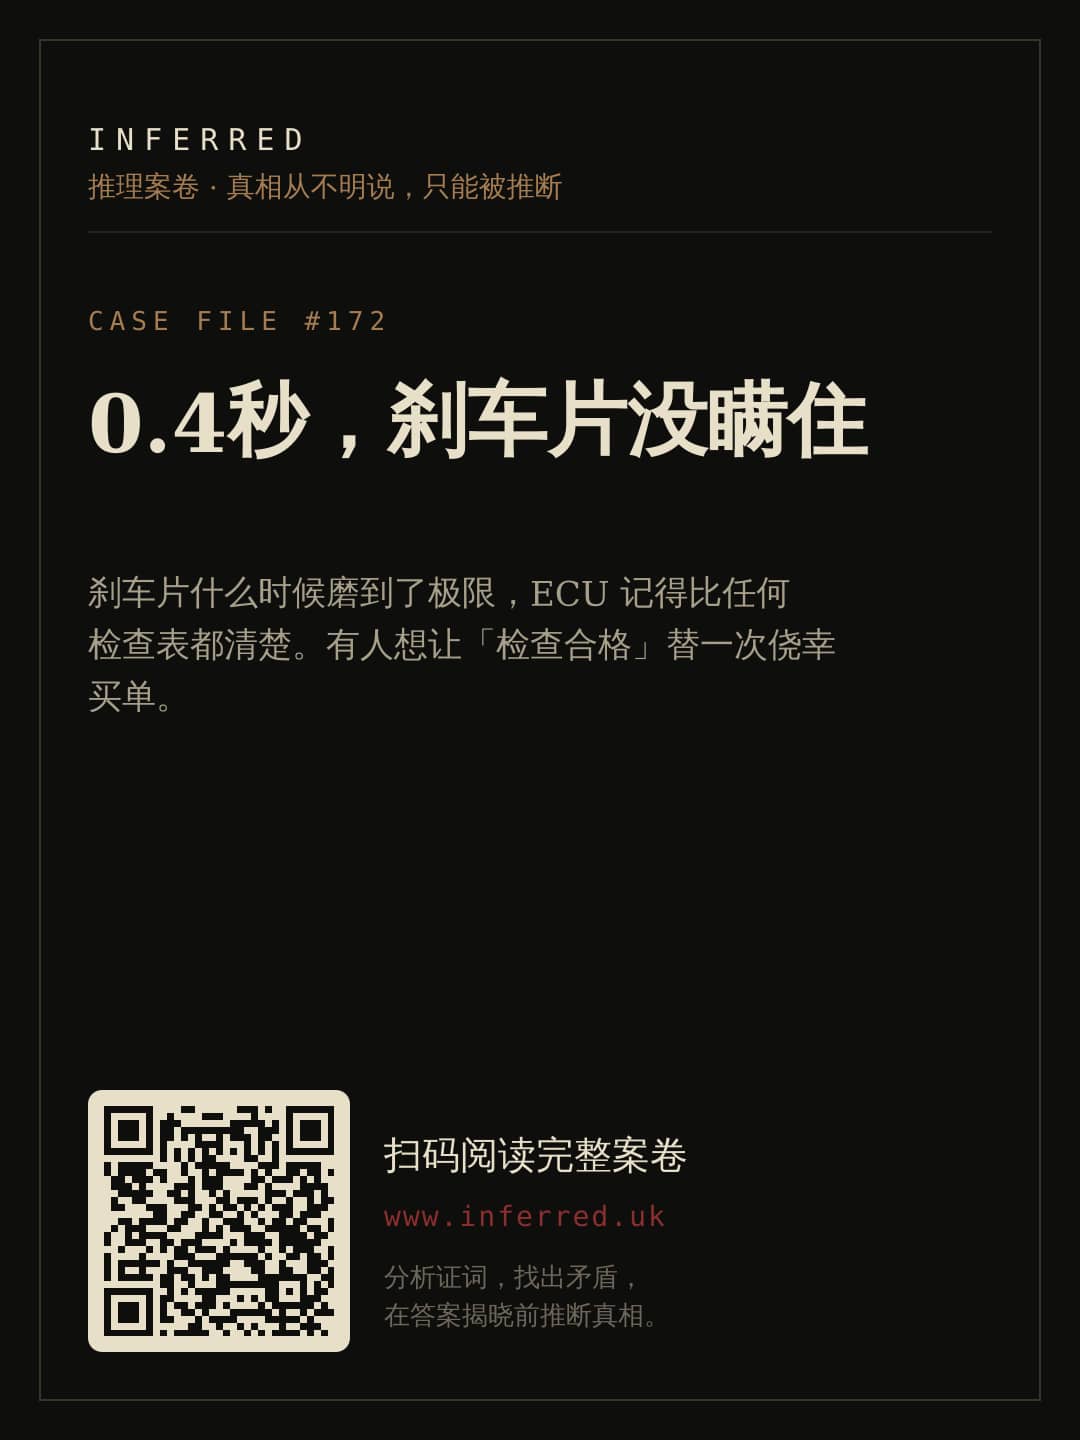 INFERRED
推理案卷 · 真相从不明说，只能被推断
CASE FILE #172
0.4秒，刹车片没瞒住
刹车片什么时候磨到了极限，ECU 记得比任何
检查表都清楚。有人想让「检查合格」替一次侥幸
买单。
扫码阅读完整案卷
www.inferred.uk
分析证词，找出矛盾，
在答案揭晓前推断真相。